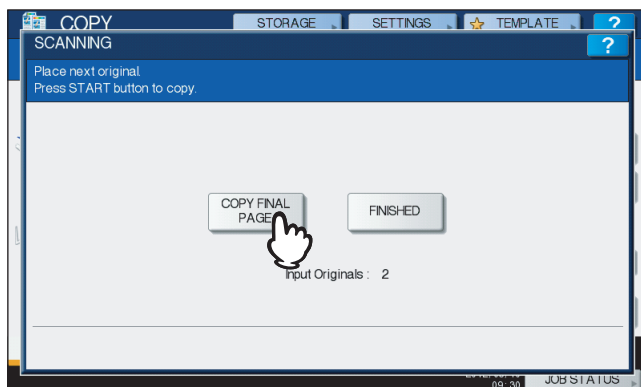 COPY
STORAGE
SETTINGS
TEMPLATE
?
SCANNING
?
Place next original.
Press START button to copy.
COPY FINAL
PAGE
FINISHED
Input Originals : 2
09:30
JOB STATUS